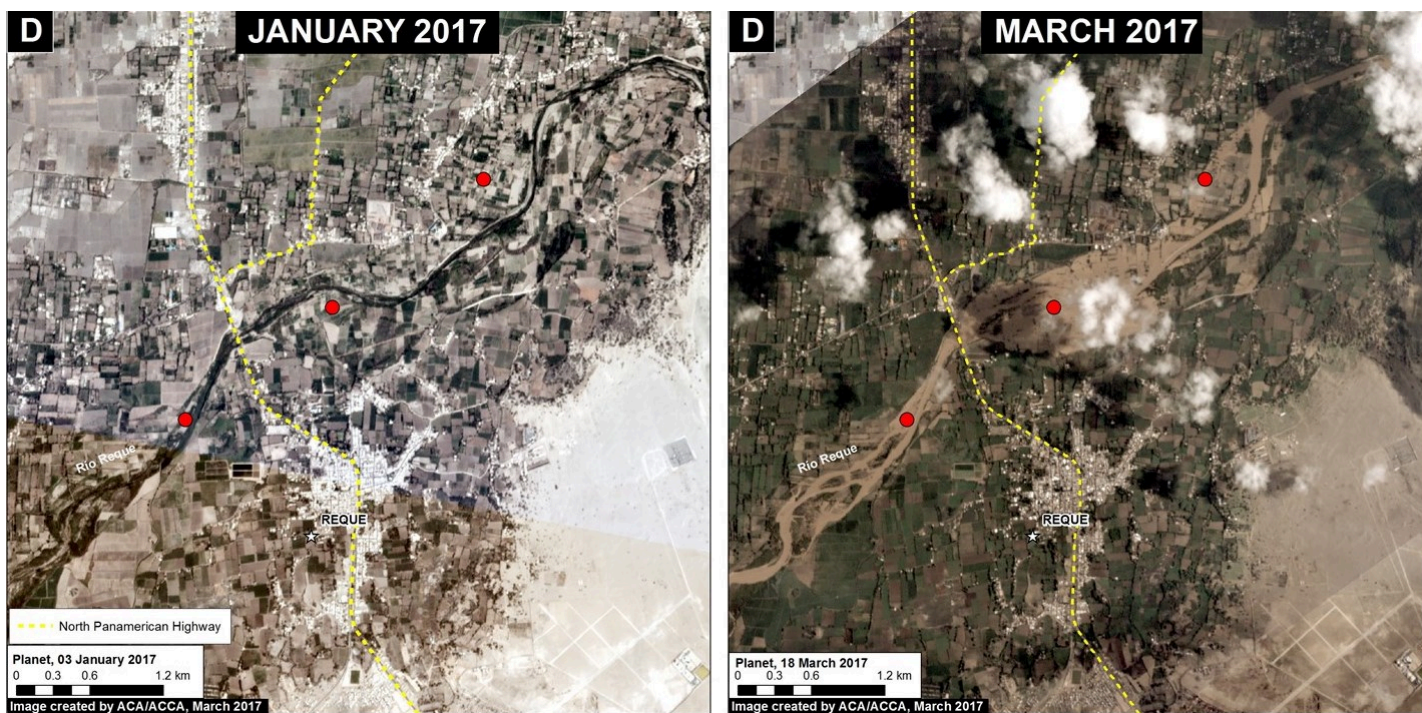 D
JANUARY 2017
Río Reque
REQUE
North Panamerican Highway
Planet, 03 January 2017
0 0.3 0.6 1.2 km
Image created by ACA/ACCA, March 2017
D
MARCH 2017
Río Reque
REQUE
Planet, 18 March 2017
0 0.3 0.6 1.2 km
Image created by ACA/ACCA, March 2017